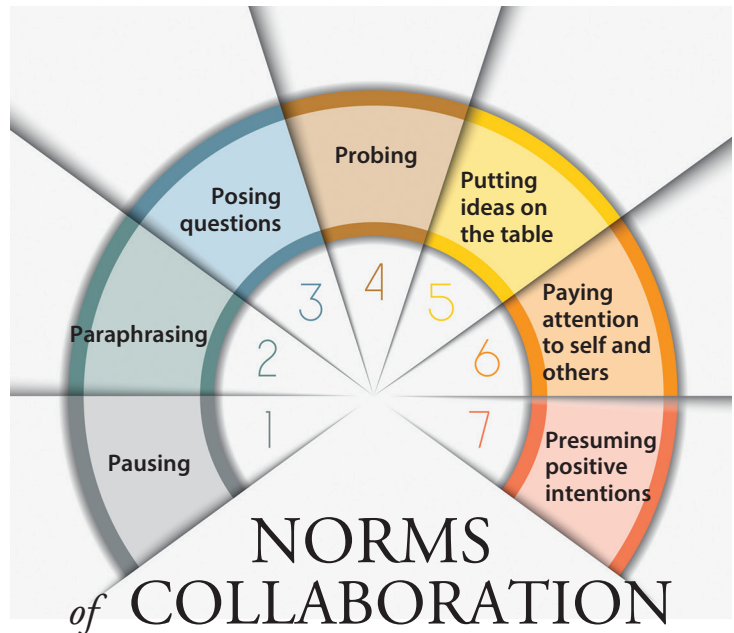 1
Pausing
2
Paraphrasing
3
Posing
questions
4
Probing
5
Putting
ideas on
the table
6
Paying
attention
to self and
others
7
Presuming
positive
intentions
NORMS
of COLLABORATION